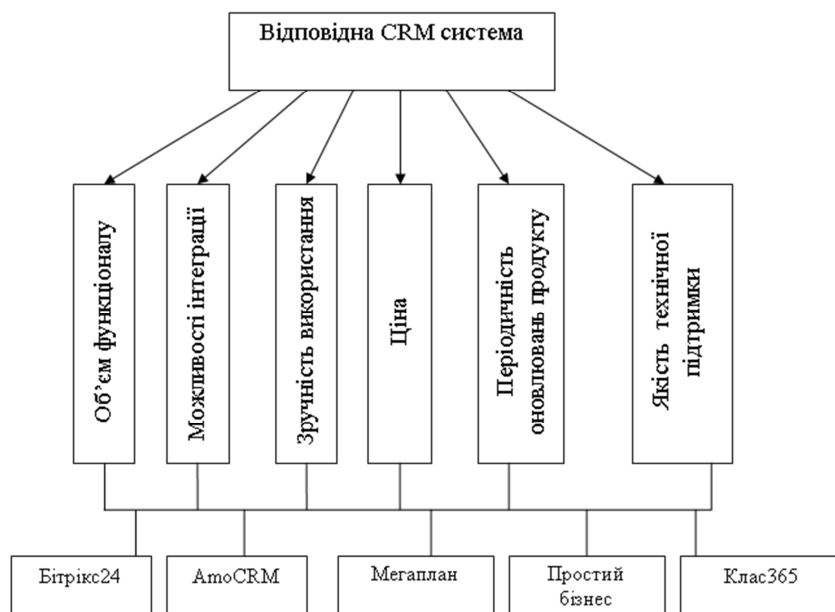 Відповідна CRM система
Об’єм функціоналу
Можливості інтеграції
Зручність використання
Ціна
Періодичність
оновлювань продукту
Якість технічної
підтримки
Бітрікс24
AmoCRM
Мегаплан
Простий
бізнес
Клас365